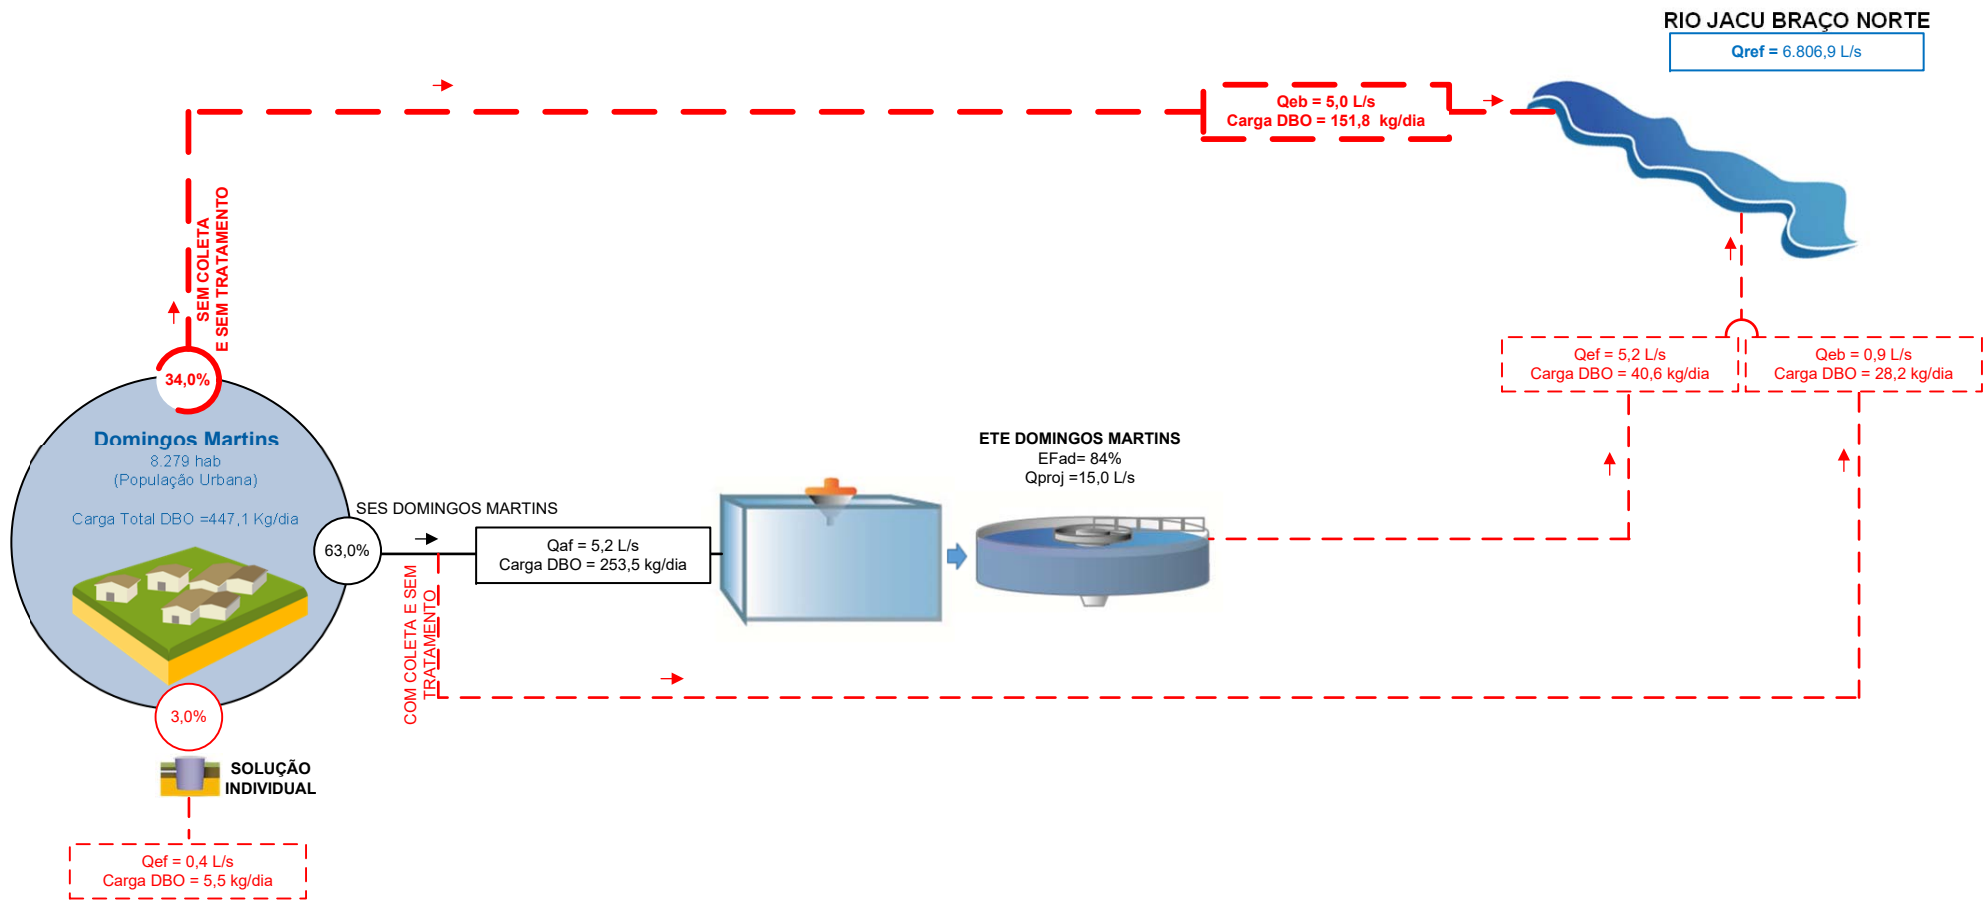 RIO JACU BRAÇO NORTE
Qref = 6.806,9 L/s
Qeb = 5,0 L/s
Carga DBO = 151,8 kg/dia
SEM COLETA
E SEM TRATAMENTO
34,0%
Domingos Martins
8.279 hab
(População Urbana)
Carga Total DBO =447,1 Kg/dia
63,0%
SES DOMINGOS MARTINS
Qaf = 5,2 L/s
Carga DBO = 253,5 kg/dia
COM COLETA E SEM
TRATAMENTO
ETE DOMINGOS MARTINS
EFad= 84%
Qproj =15,0 L/s
Qef = 5,2 L/s
Carga DBO = 40,6 kg/dia
Qeb = 0,9 L/s
Carga DBO = 28,2 kg/dia
3,0%
SOLUÇÃO
INDIVIDUAL
Qef = 0,4 L/s
Carga DBO = 5,5 kg/dia